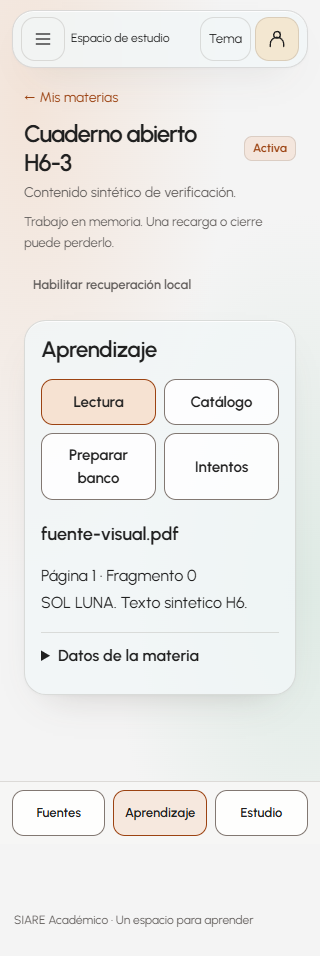 Espacio de estudio
Tema
← Mis materias
Cuaderno abierto
H6-3
Activa
Contenido sintético de verificación.
Trabajo en memoria. Una recarga o cierre
puede perderlo.
Habilitar recuperación local
Aprendizaje
Lectura
Catálogo
Preparar
banco
Intentos
fuente-visual.pdf
Página 1 · Fragmento 0
SOL LUNA. Texto sintetico H6.
▶ Datos de la materia
Fuentes
Aprendizaje
Estudio
SIARE Académico · Un espacio para aprender